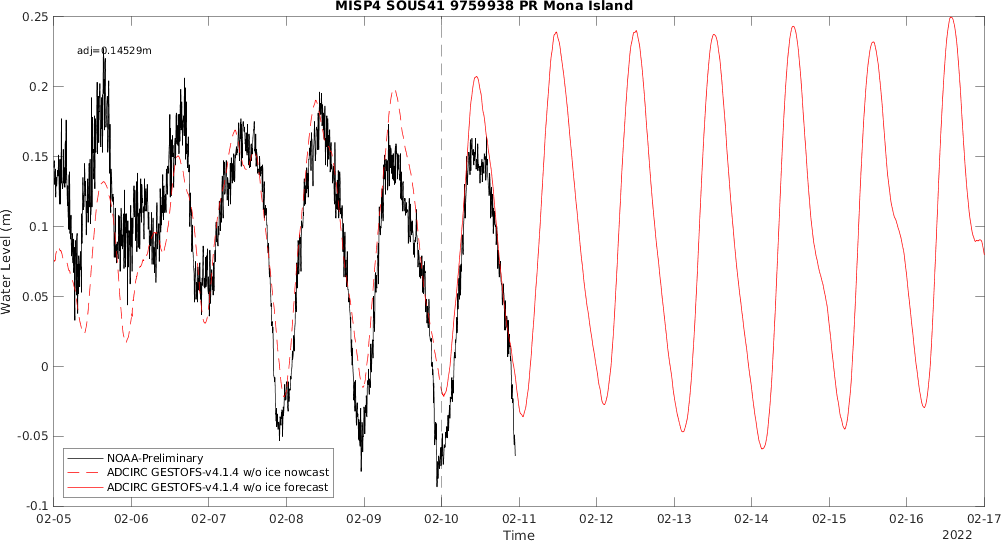 MISP4 SOUS41 9759938 PR Mona Island
adj=0.14529m
0.25
0.2
0.15
0.1
0.05
0
-0.05
-0.1
Water Level (m)
NOAA-Preliminary
ADCIRC GESTOFS-v4.1.4 w/o ice nowcast
ADCIRC GESTOFS-v4.1.4 w/o ice forecast
02-05 02-06 02-07 02-08 02-09 02-10 02-11 02-12 02-13 02-14 02-15 02-16 02-17
Time
2022